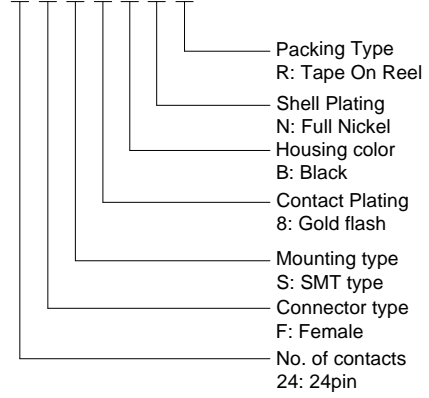 Packing Type
R: Tape On Reel
Shell Plating
N: Full Nickel
Housing color
B: Black
Contact Plating
8: Gold flash
Mounting type
S: SMT type
Connector type
F: Female
No. of contacts
24: 24pin